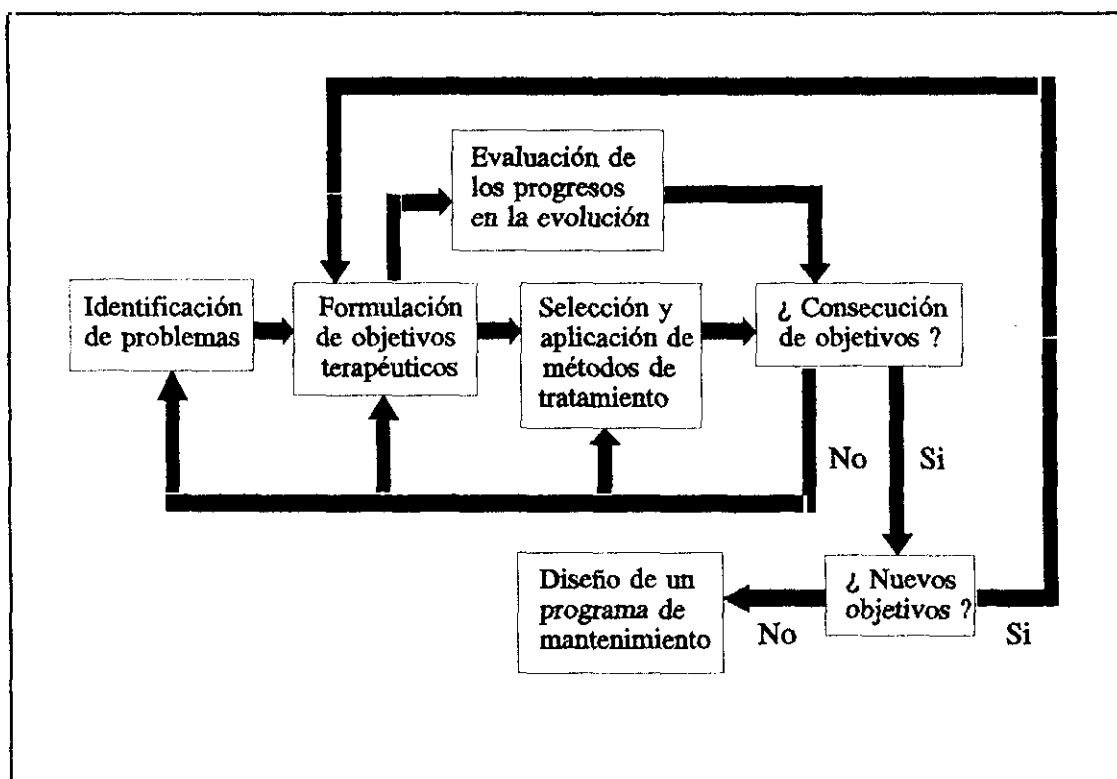 Evaluación de
los progresos
en la evolución
Identificación
de problemas
Formulación
de objetivos
terapéuticos
Selección y
aplicación de
métodos de
tratamiento
¿ Consecución
de objetivos ?
No
Si
Diseño de un
programa de
mantenimiento
No
¿ Nuevos
objetivos ?
Si